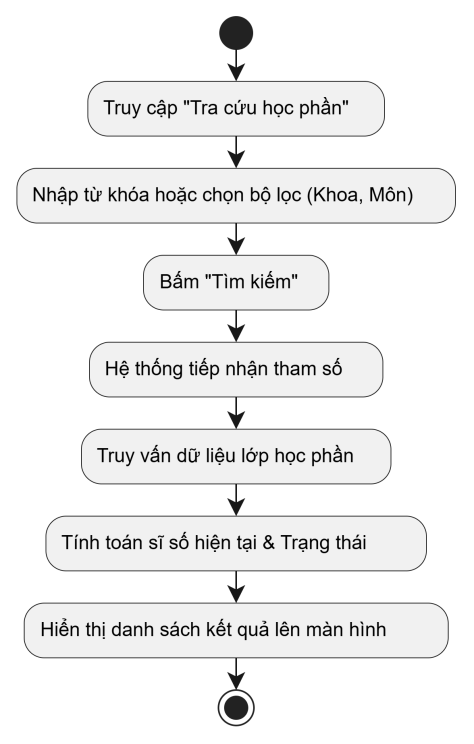 Truy cập "Tra cứu học phần"
Nhập từ khóa hoặc chọn bộ lọc (Khoa, Môn)
Bấm "Tìm kiếm"
Hệ thống tiếp nhận tham số
Truy vấn dữ liệu lớp học phần
Tính toán sĩ số hiện tại & Trạng thái
Hiển thị danh sách kết quả lên màn hình